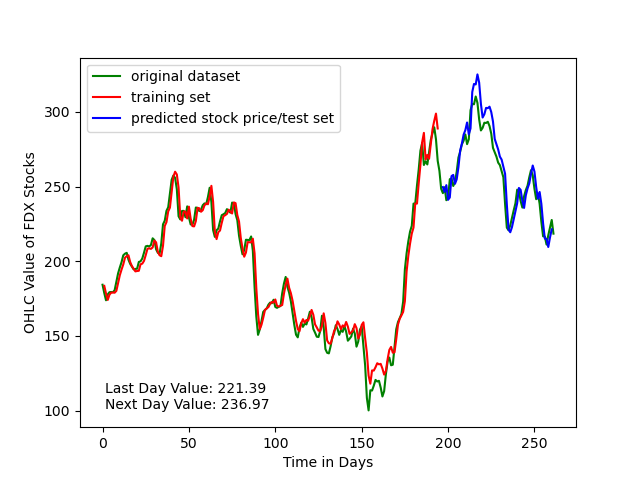 original dataset
training set
predicted stock price/test set
OHLC Value of FDX Stocks
300
250
200
150
100
Last Day Value: 221.39
Next Day Value: 236.97
0 50 100 150 200 250
Time in Days